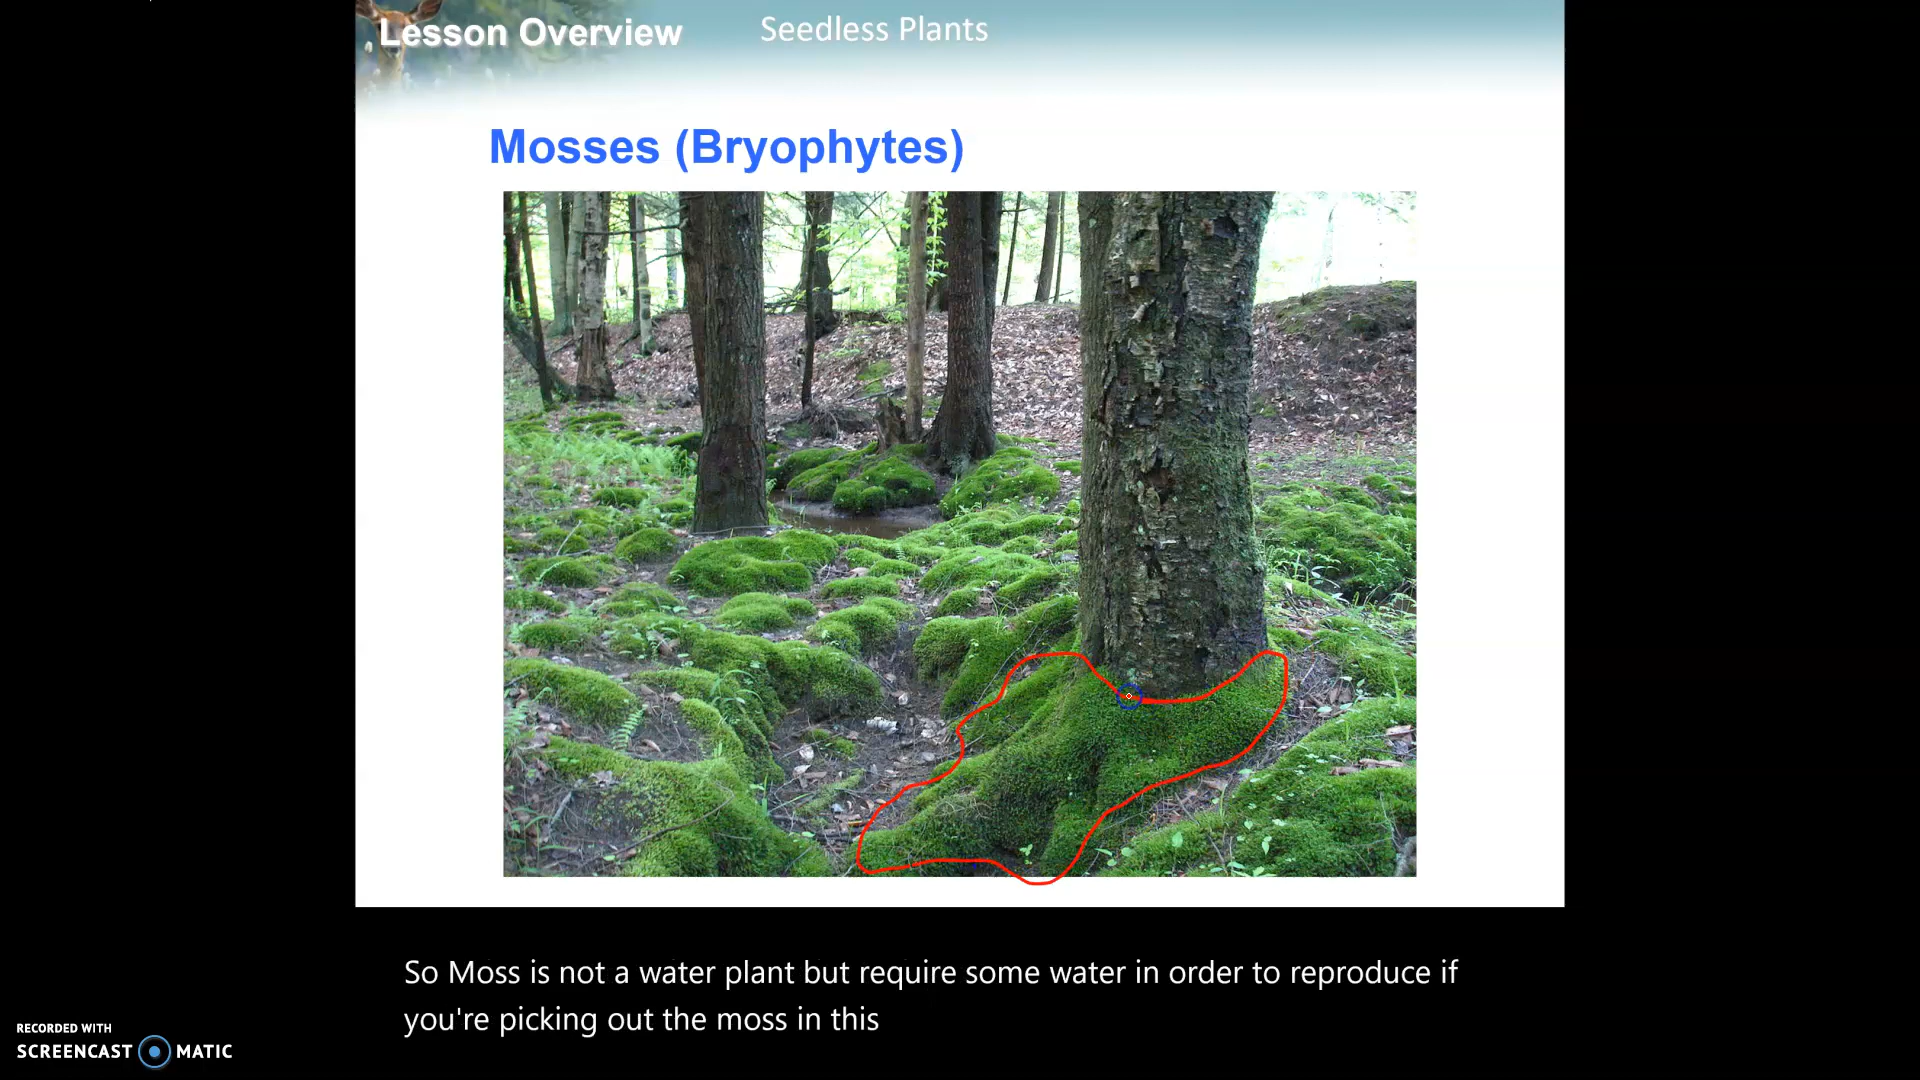 Lesson Overview
Seedless Plants
Mosses (Bryophytes)
So Moss is not a water plant but require some water in order to reproduce if
you're picking out the moss in this
RECORDED WITH
SCREENCAST MATIC